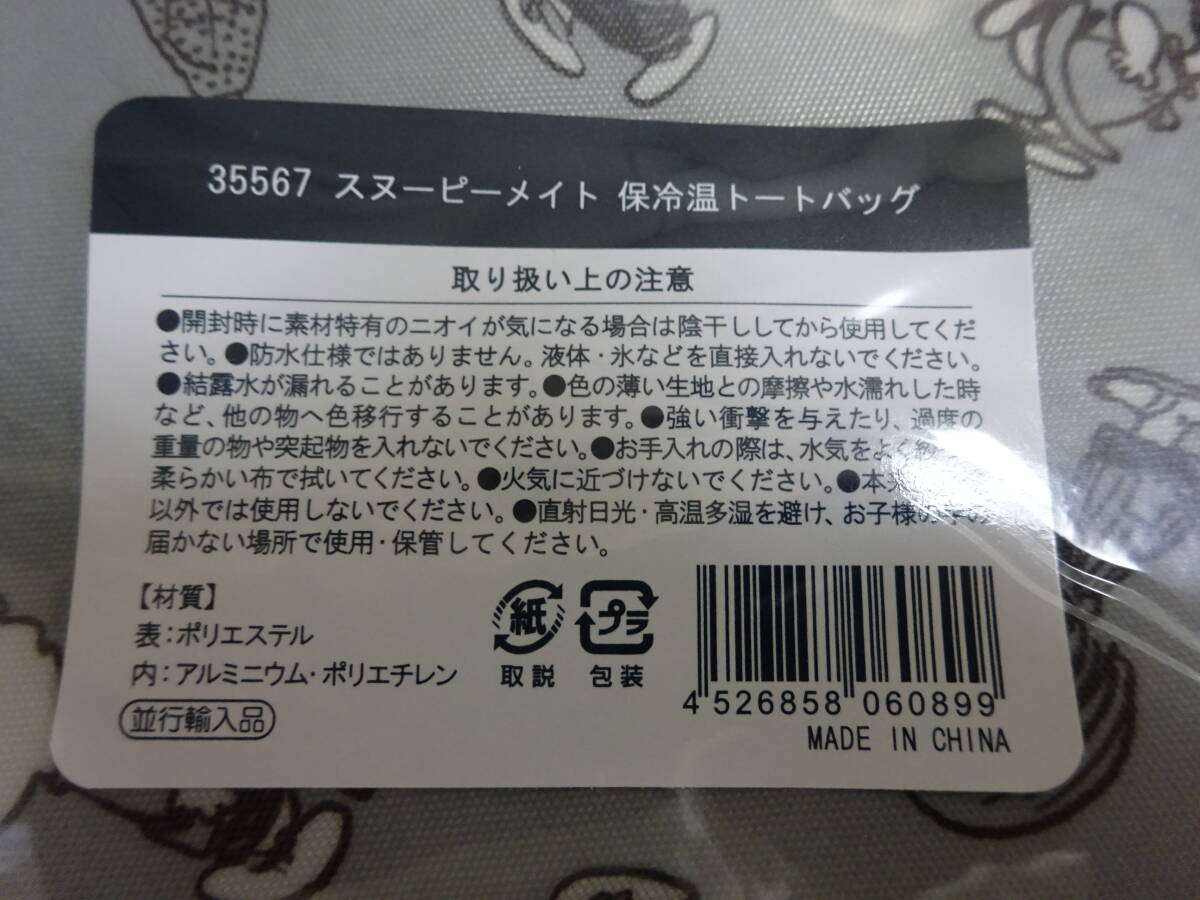 35567 スヌーピーメイト 保冷温トートバッグ
取り扱い上の注意
●開封時に素材特有のニオイが気になる場合は陰干ししてから使用してくだ
さい。●防水仕様ではありません。液体・氷などを直接入れないでください。
●結露水が漏れることがあります。●色の薄い生地との摩擦や水濡れした時
など、他の物へ色移行することがあります。●強い衝撃を与えたり、過度の
重量の物や突起物を入れないでください。●お手入れの際は、水気をよく
柔らかい布で拭いてください。●火気に近づけないでください。●本来
以外では使用しないでください。●直射日光・高温多湿を避け、お子様の手の
届かない場所で使用・保管してください。
【材質】
表:ポリエステル
内:アルミニウム・ポリエチレン
並行輸入品
紙 プラ
取説 包装
4 526858 060899
MADE IN CHINA